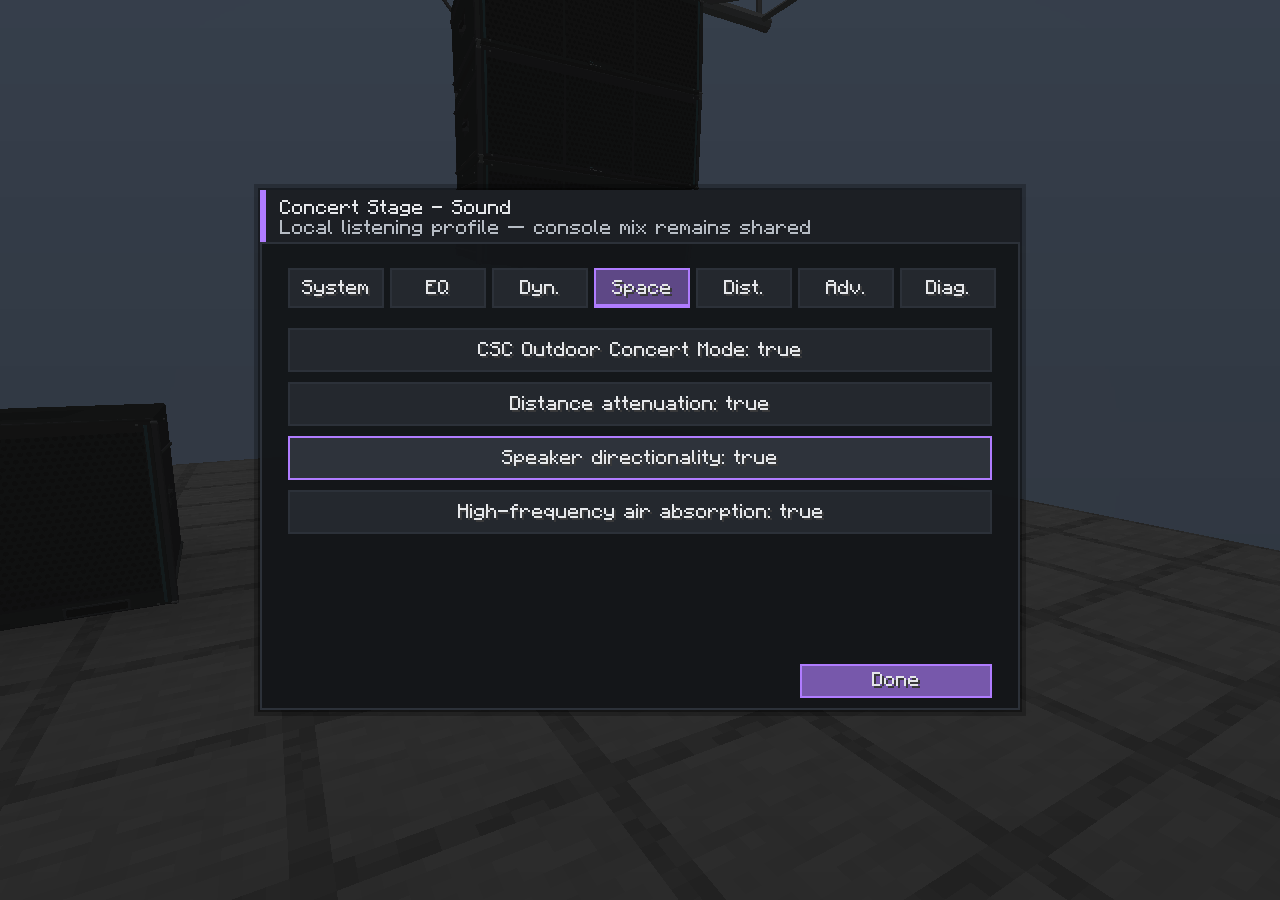 Concert Stage - Sound
Local listening profile — console mix remains shared
System EQ Dyn. Space Dist. Adv. Diag.
CSC Outdoor Concert Mode: true
Distance attenuation: true
Speaker directionality: true
High-frequency air absorption: true
Done